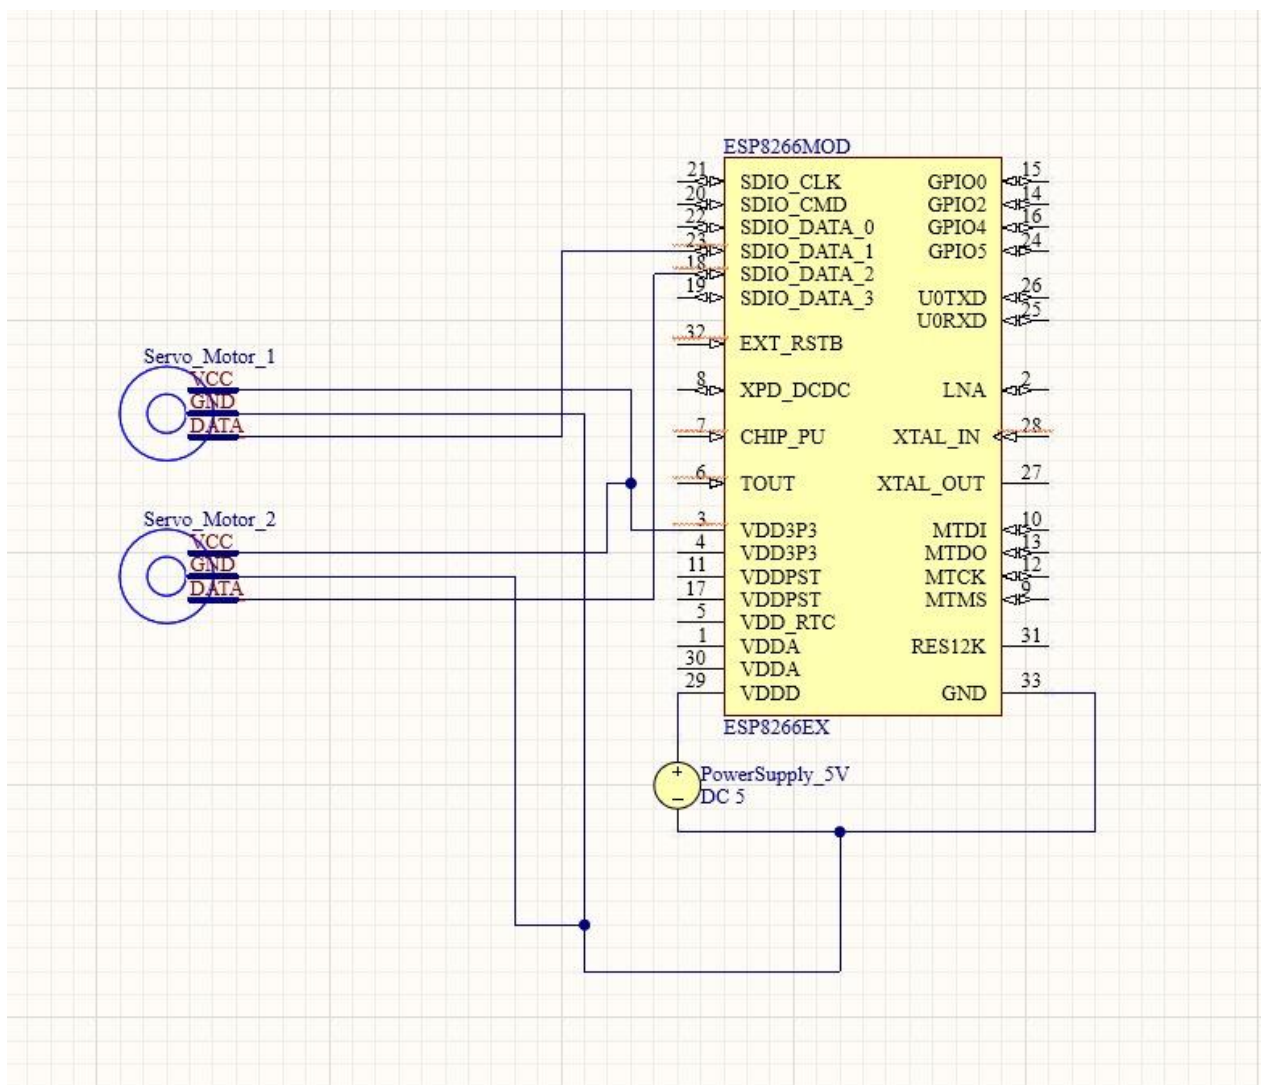 ESP8266MOD
21 SDIO_CLK GPIO0 15
20 SDIO_CMD GPIO2 14
22 SDIO_DATA_0 GPIO4 16
23 SDIO_DATA_1 GPIO5 24
18 SDIO_DATA_2
19 SDIO_DATA_3 U0TXD 26
U0RXD 25
32 EXT_RSTB
Servo_Motor_1
VCC
GND
DATA
8 XPD_DCDC LNA 2
7 CHIP_PU XTAL_IN 28
6 TOUT XTAL_OUT 27
Servo_Motor_2
VCC
GND
DATA
3 VDD3P3 MTDI 10
4 VDD3P3 MTDO 13
11 VDDPST MTCK 12
17 VDDPST MTMS 9
5 VDD_RTC
1 VDDA RES12K 31
30 VDDA
29 VDDD GND 33
ESP8266EX
+ PowerSupply_5V
− DC 5